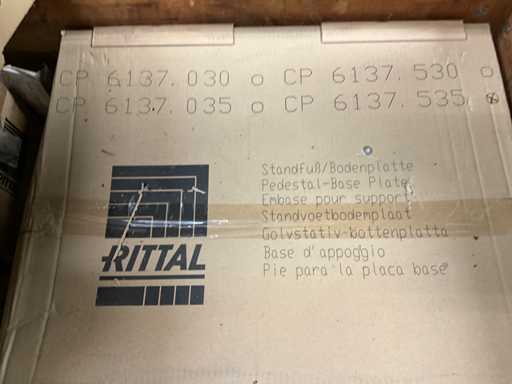 CP 6137.030 o CP 6137.530 o
CP 6137.035 o CP 6137.535
Standfuß/Bodenplatte
Pedestal-Base Plate
Embase pour support
Standvoetbodemplaat
Golvstativ-bottenplatta
Base d'appoggio
Pie para la placa base
RITTAL